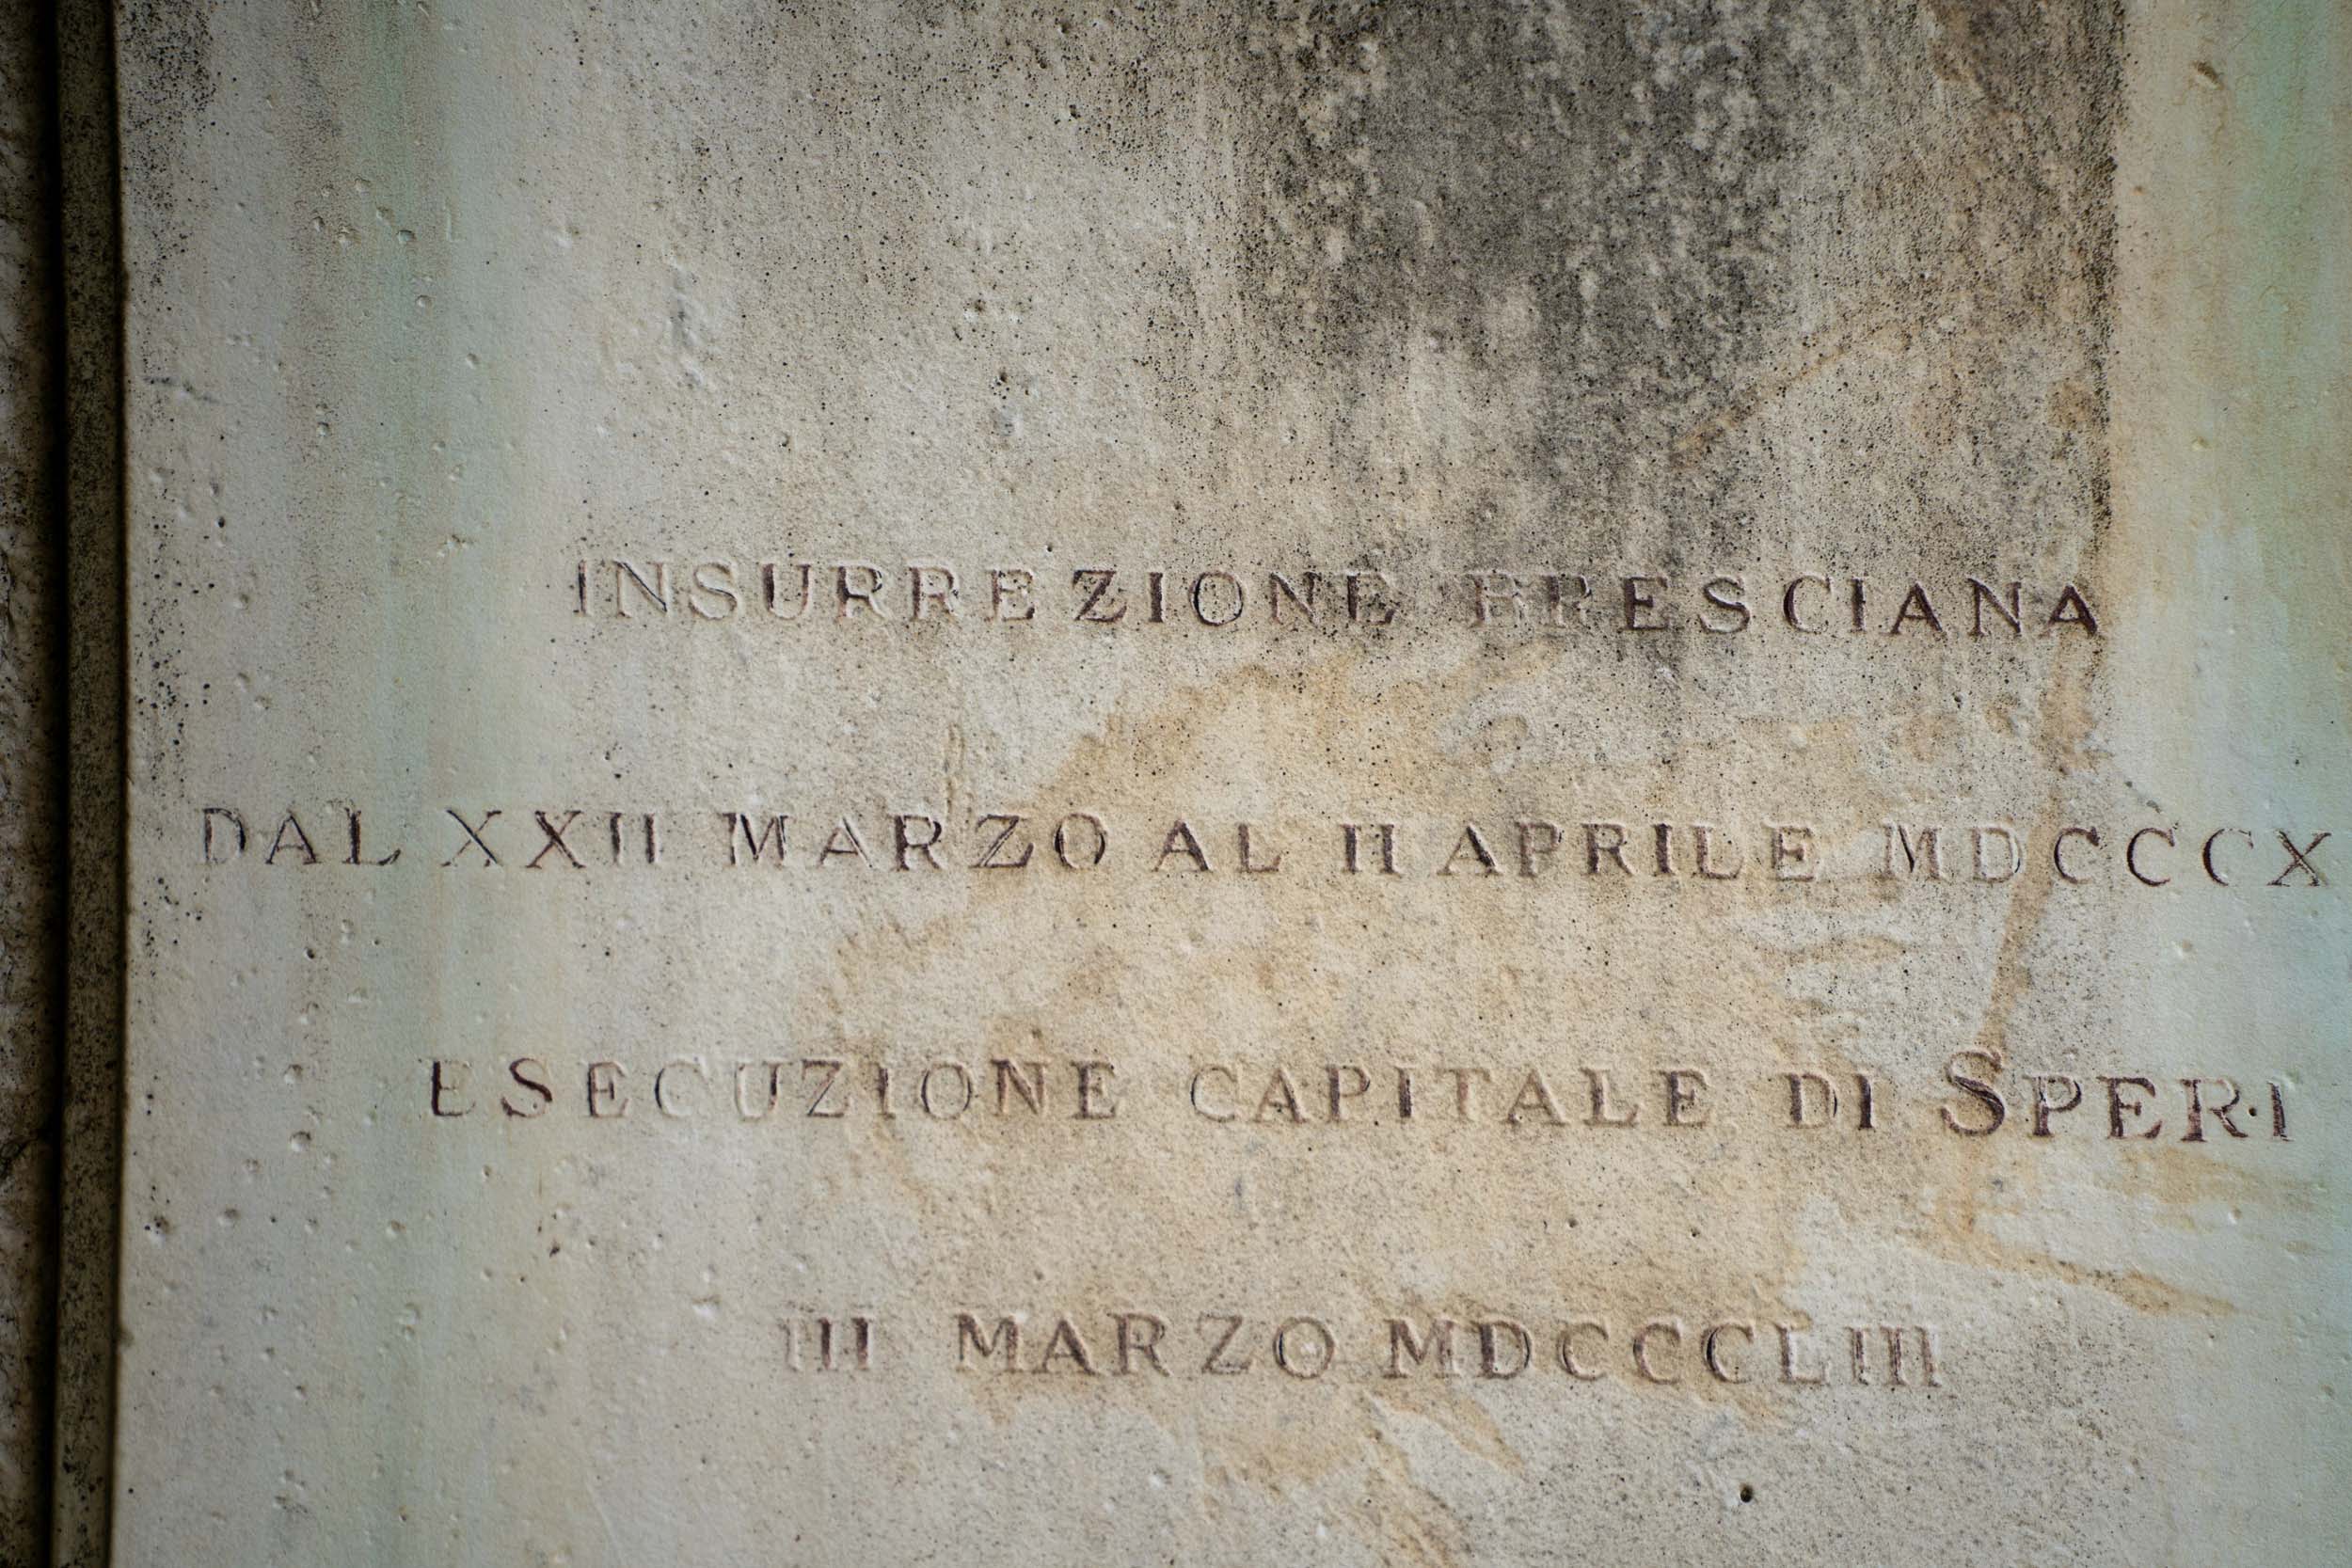 INSURREZIONE BRESCIANA
DAL XXII MARZO AL II APRILE MDCCCX
ESECUZIONE CAPITALE DI SPERI
III MARZO MDCCCLIII